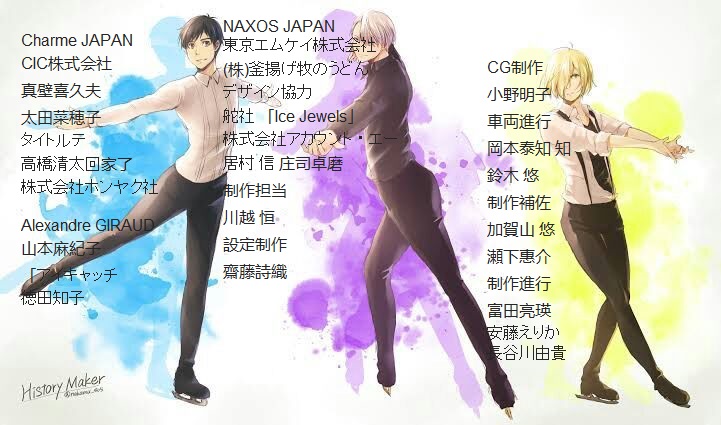 Charme JAPAN
CIC株式会社
真壁喜久夫
太田菜穂子
タイトルテ
高橋清太回家了
株式会社ホンヤク社
Alexandre GIRAUD
山本麻紀子
「アイキャッチ
徳田知子
NAXOS JAPAN
東京エムケイ株式会社
(株)釜揚げ牧のうどん
デザイン協力
舵社 「Ice Jewels」
株式会社アカウント・エー
居村 信 庄司卓磨
制作担当
川越 恒
設定制作
齋藤詩織
CG制作
小野明子
車両進行
岡本泰知 知
鈴木 悠
制作補佐
加賀山 悠
瀬下惠介
制作進行
富田亮瑛
安藤えりか
長谷川由貴
History Maker